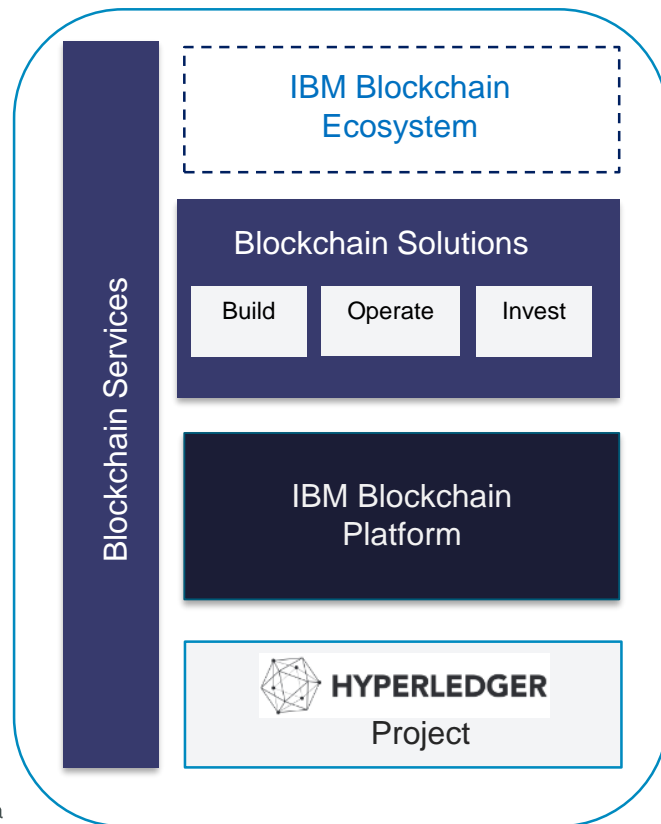 IBM Blockchain
Ecosystem
Blockchain Services
Blockchain Solutions
Build
Operate
Invest
IBM Blockchain
Platform
HYPERLEDGER
Project
a